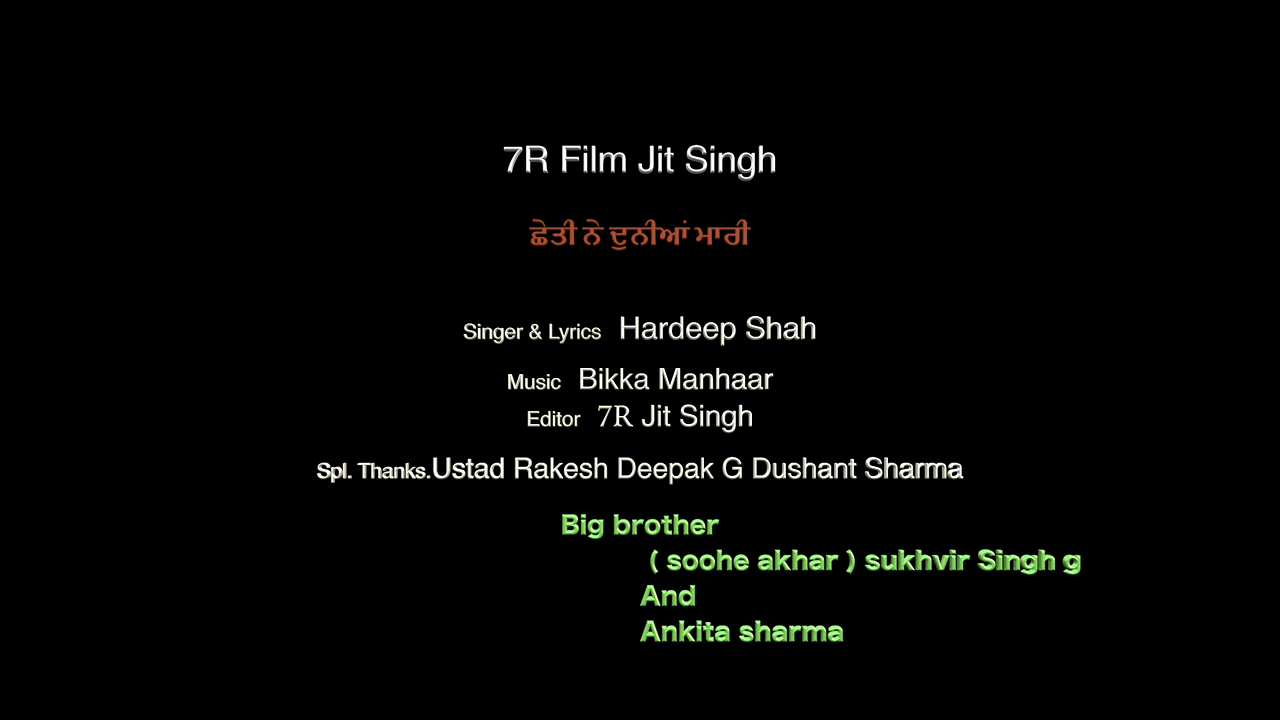 7R Film Jit Singh
ਛੇਤੀ ਨੇ ਦੁਨੀਆਂ ਮਾਰੀ
Singer & Lyrics Hardeep Shah
Music Bikka Manhaar
Editor 7R Jit Singh
Spl. Thanks.Ustad Rakesh Deepak G Dushant Sharma
Big brother
( soohe akhar ) sukhvir Singh g
And
Ankita sharma